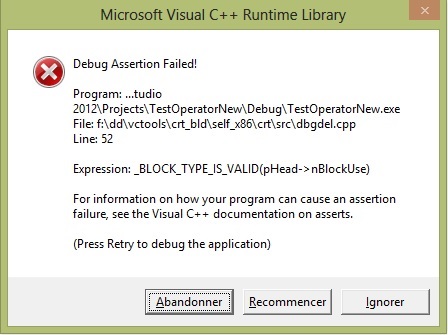 Microsoft Visual C++ Runtime Library
Debug Assertion Failed!
Program: ...tudio
2012\Projects\TestOperatorNew\Debug\TestOperatorNew.exe
File: f:\dd\vctools\crt_bld\self_x86\crt\src\dbgdel.cpp
Line: 52
Expression: _BLOCK_TYPE_IS_VALID(pHead->nBlockUse)
For information on how your program can cause an assertion
failure, see the Visual C++ documentation on asserts.
(Press Retry to debug the application)
Abandonner Recommencer Ignorer